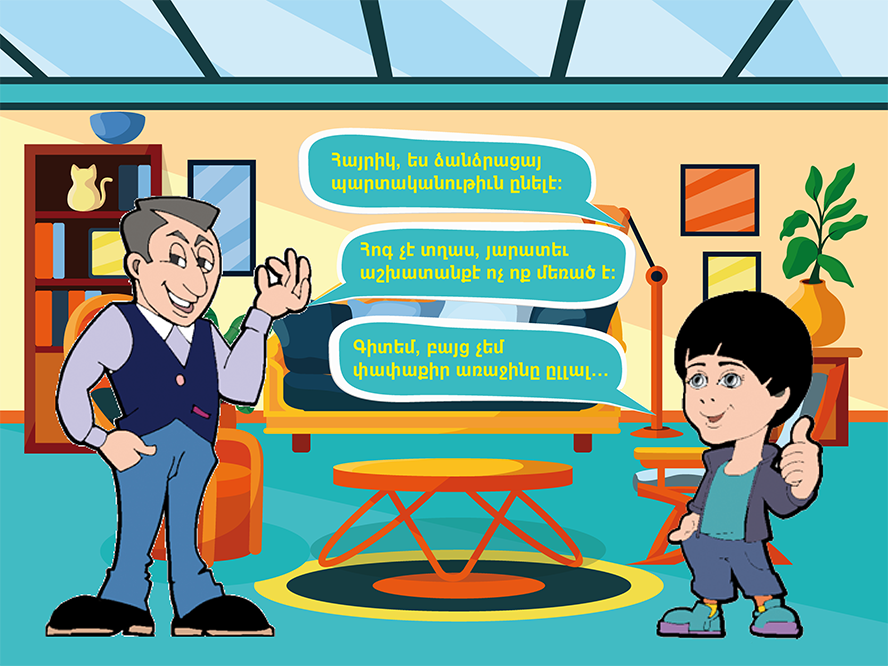 Հայրիկ, ես ձանձրացայ
պարտականութիւն ընելէ:
Հոգ չէ տղաս, յարատեւ
աշխատանքէ ոչ ոք մեռած է:
Գիտեմ, բայց չեմ
փափաքիր առաջինը ըլլալ...